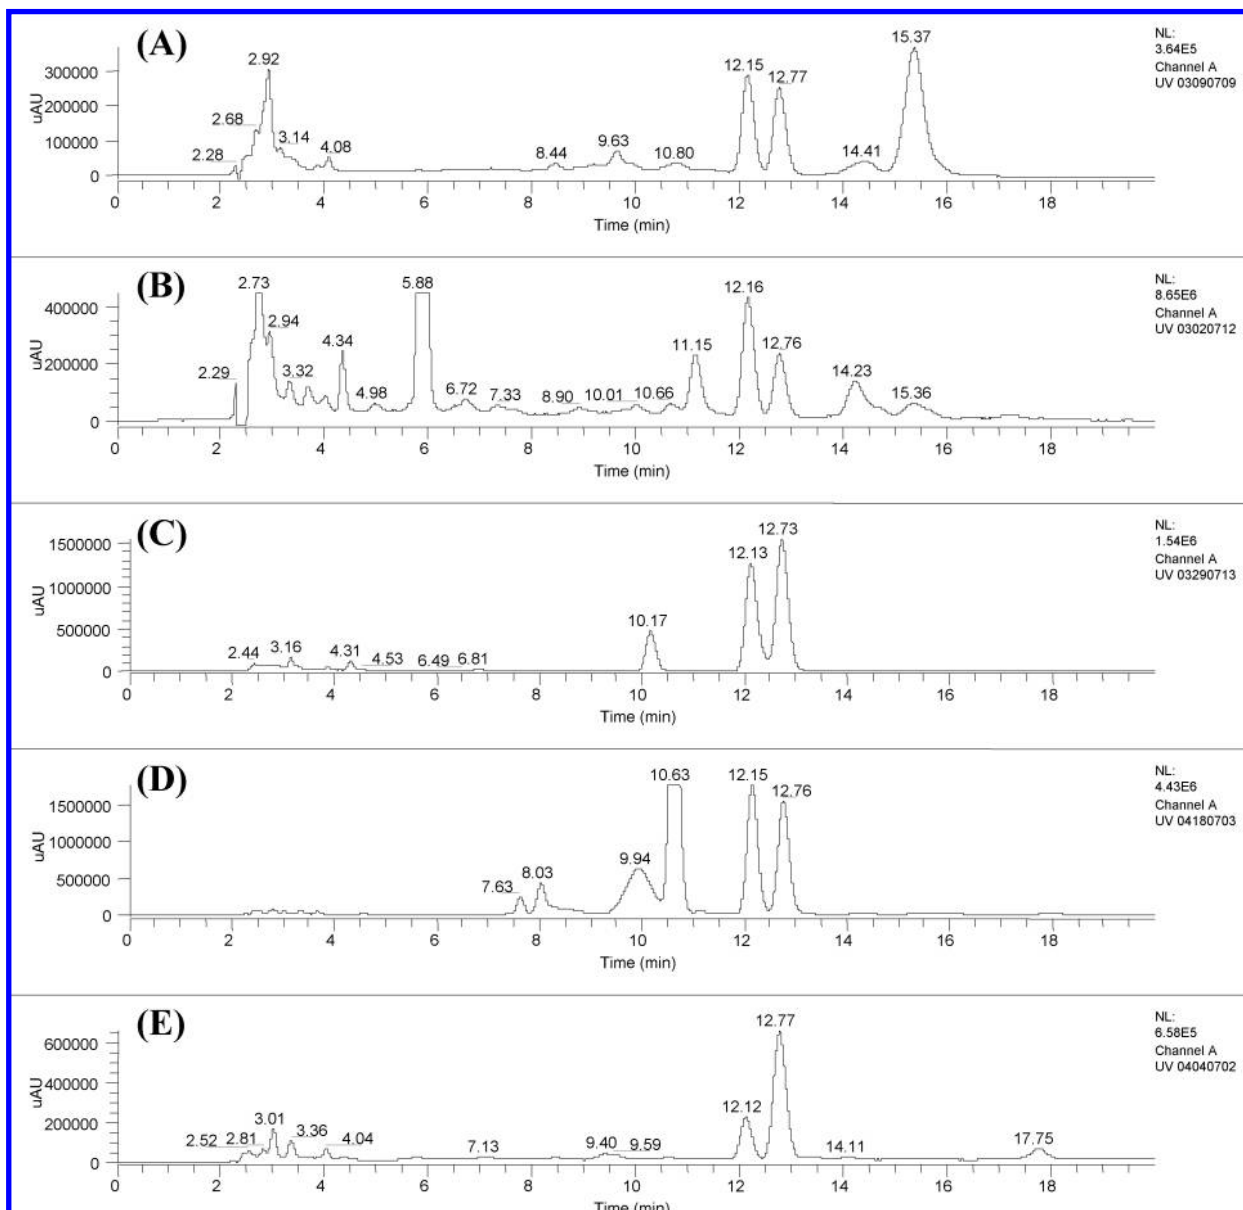 (A)
NL:
3.64E5
Channel A
UV 03090709
uAU
300000
200000
100000
0
2.28
2.68
2.92
3.14
4.08
8.44
9.63
10.80
12.15
12.77
14.41
15.37
0 2 4 6 8 10 12 14 16 18
Time (min)
(B)
NL:
8.65E6
Channel A
UV 03020712
uAU
400000
200000
0
2.29
2.73
2.94
3.32
4.34
4.98
5.88
6.72
7.33
8.90
10.01
10.66
11.15
12.16
12.76
14.23
15.36
0 2 4 6 8 10 12 14 16 18
Time (min)
(C)
NL:
1.54E6
Channel A
UV 03290713
uAU
1500000
1000000
500000
0
2.44
3.16
4.31
4.53
6.49
6.81
10.17
12.13
12.73
0 2 4 6 8 10 12 14 16 18
Time (min)
(D)
NL:
4.43E6
Channel A
UV 04180703
uAU
1500000
1000000
500000
0
7.63
8.03
9.94
10.63
12.15
12.76
0 2 4 6 8 10 12 14 16 18
Time (min)
(E)
NL:
6.58E5
Channel A
UV 04040702
uAU
600000
400000
200000
0
2.52
2.81
3.01
3.36
4.04
7.13
9.40
9.59
12.12
12.77
14.11
17.75
0 2 4 6 8 10 12 14 16 18
Time (min)